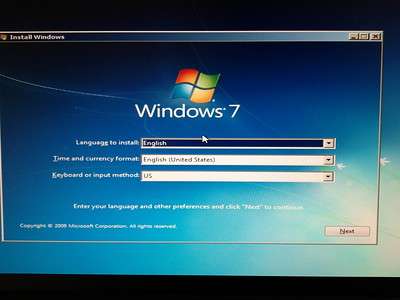 Install Windows
Windows 7
Language to install: English
Time and currency format: English (United States)
Keyboard or input method: US
Enter your language and other preferences and click "Next" to continue.
Copyright © 2009 Microsoft Corporation. All rights reserved.
Next